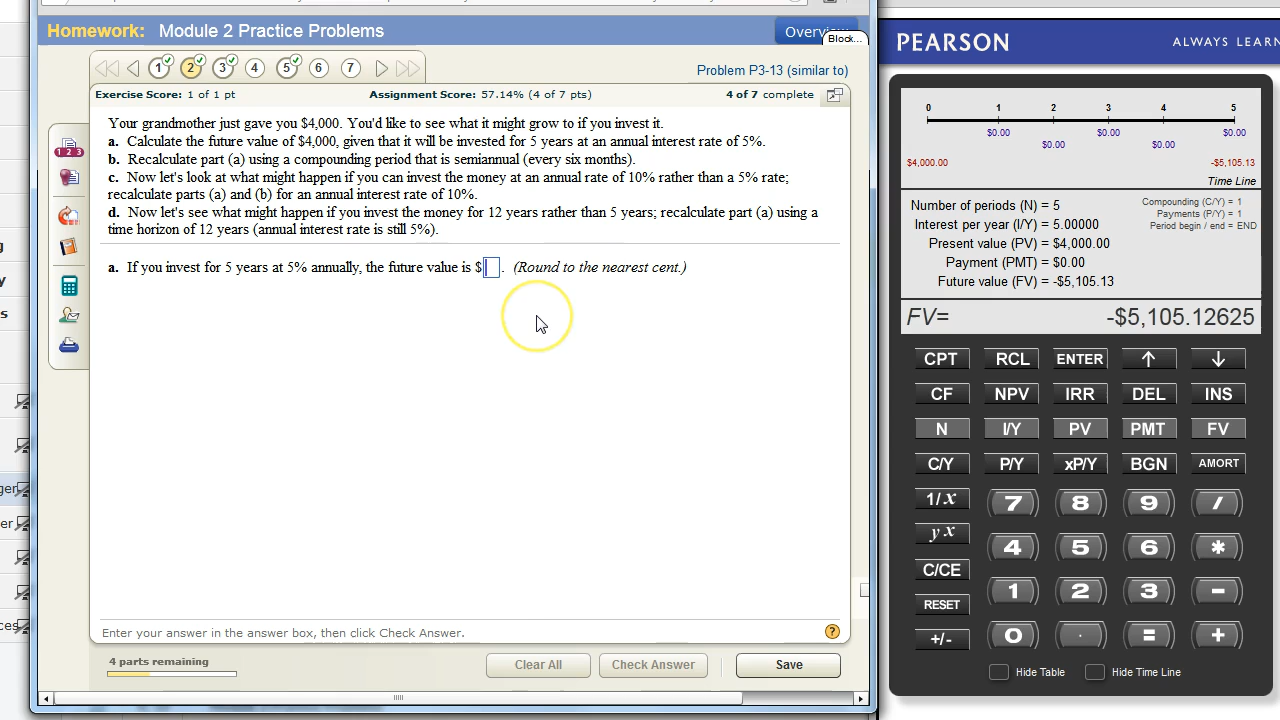 Homework: Module 2 Practice Problems
Overv
Block...
1 2 3 4 5 6 7
Problem P3-13 (similar to)
Exercise Score: 1 of 1 pt
Assignment Score: 57.14% (4 of 7 pts)
4 of 7 complete
Your grandmother just gave you $4,000. You'd like to see what it might grow to if you invest it.
a. Calculate the future value of $4,000, given that it will be invested for 5 years at an annual interest rate of 5%.
b. Recalculate part (a) using a compounding period that is semiannual (every six months).
c. Now let's look at what might happen if you can invest the money at an annual rate of 10% rather than a 5% rate;
recalculate parts (a) and (b) for an annual interest rate of 10%.
d. Now let's see what might happen if you invest the money for 12 years rather than 5 years; recalculate part (a) using a
time horizon of 12 years (annual interest rate is still 5%).
a. If you invest for 5 years at 5% annually, the future value is $ . (Round to the nearest cent.)
Enter your answer in the answer box, then click Check Answer.
?
4 parts remaining
Clear All
Check Answer
Save
1 2 3
g
y
s
ger
er
ces
PEARSON
ALWAYS LEARN
0 1 2 3 4 5
$0.00 $0.00 $0.00
$0.00 $0.00
$4,000.00 -$5,105.13
Time Line
Number of periods (N) = 5
Interest per year (I/Y) = 5.00000
Present value (PV) = $4,000.00
Payment (PMT) = $0.00
Future value (FV) = -$5,105.13
Compounding (C/Y) = 1
Payments (P/Y) = 1
Period begin / end = END
FV= -$5,105.12625
CPT RCL ENTER ↑ ↓
CF NPV IRR DEL INS
N I/Y PV PMT FV
C/Y P/Y xP/Y BGN AMORT
1/x 7 8 9 /
y x 4 5 6 *
C/CE
RESET 1 2 3 -
+/- 0 . = +
Hide Table Hide Time Line